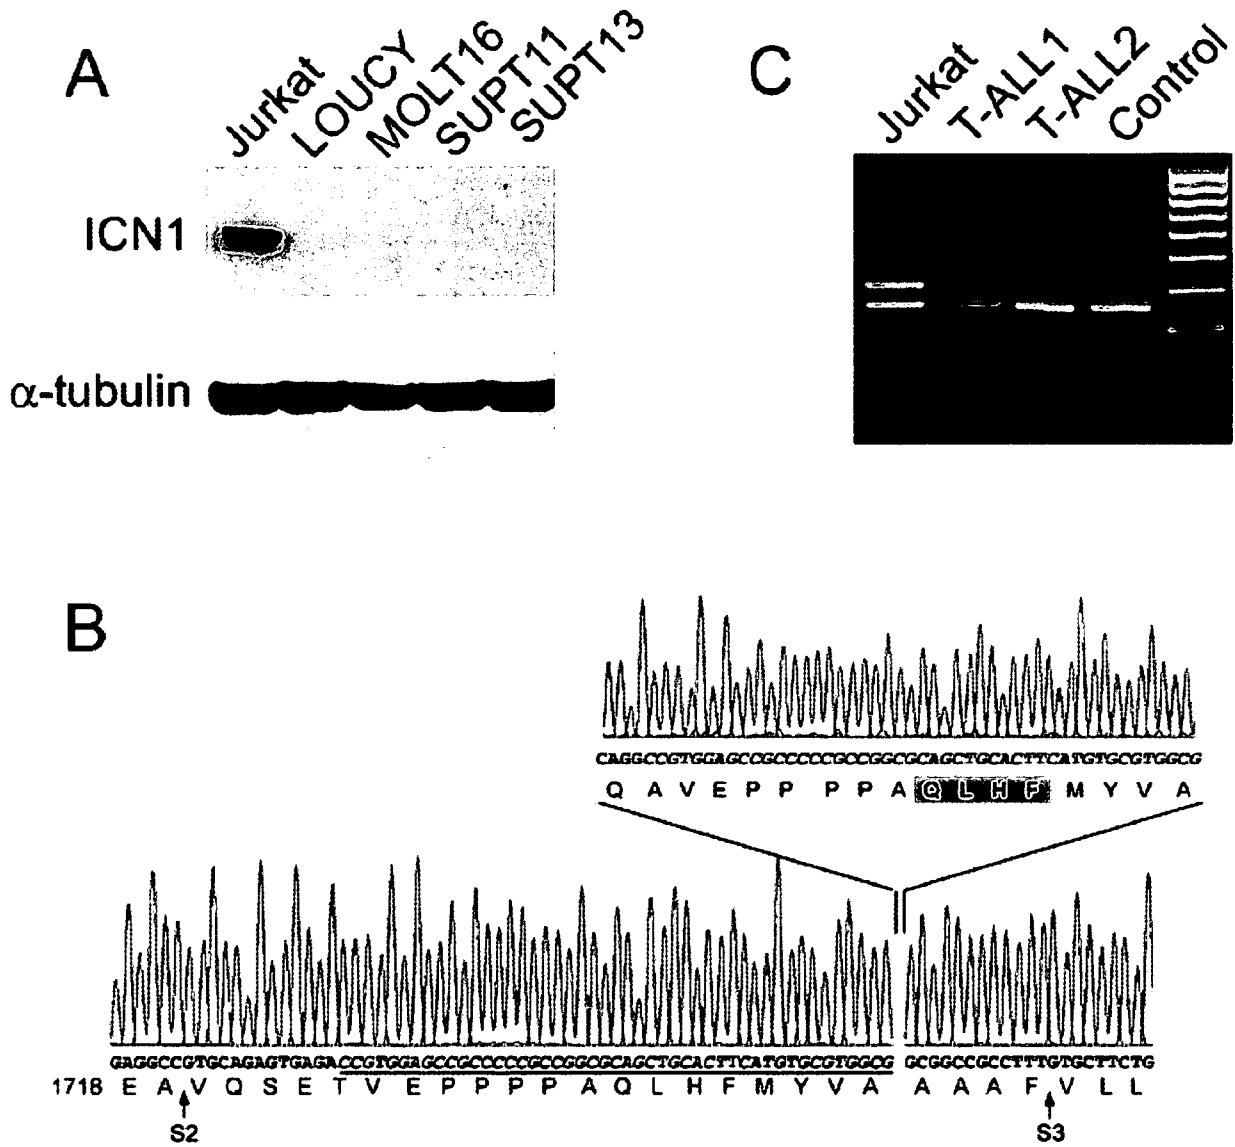 A
Jurkat
LOUCY
MOLT16
SUPT11
SUPT13
ICN1
α-tubulin
C
Jurkat
T-ALL1
T-ALL2
Control
B
CAGGCCGTGGAGCCGCCCCCGCCGGCGCAGCTGCACTTCATGTGCGTGGCG
Q A V E P P P P A Q L H F M Y V A
GAGGCCGTGCAGAGTGAGACCGTGGAGCCGCCCCCGCCGGCGCAGCTGCACTTCATGTGCGTGGCG GCGGCCGCCTTTGTGCTTCTG
1718 E A V Q S E T V E P P P P A Q L H F M Y V A A A A F V L L
S2 S3